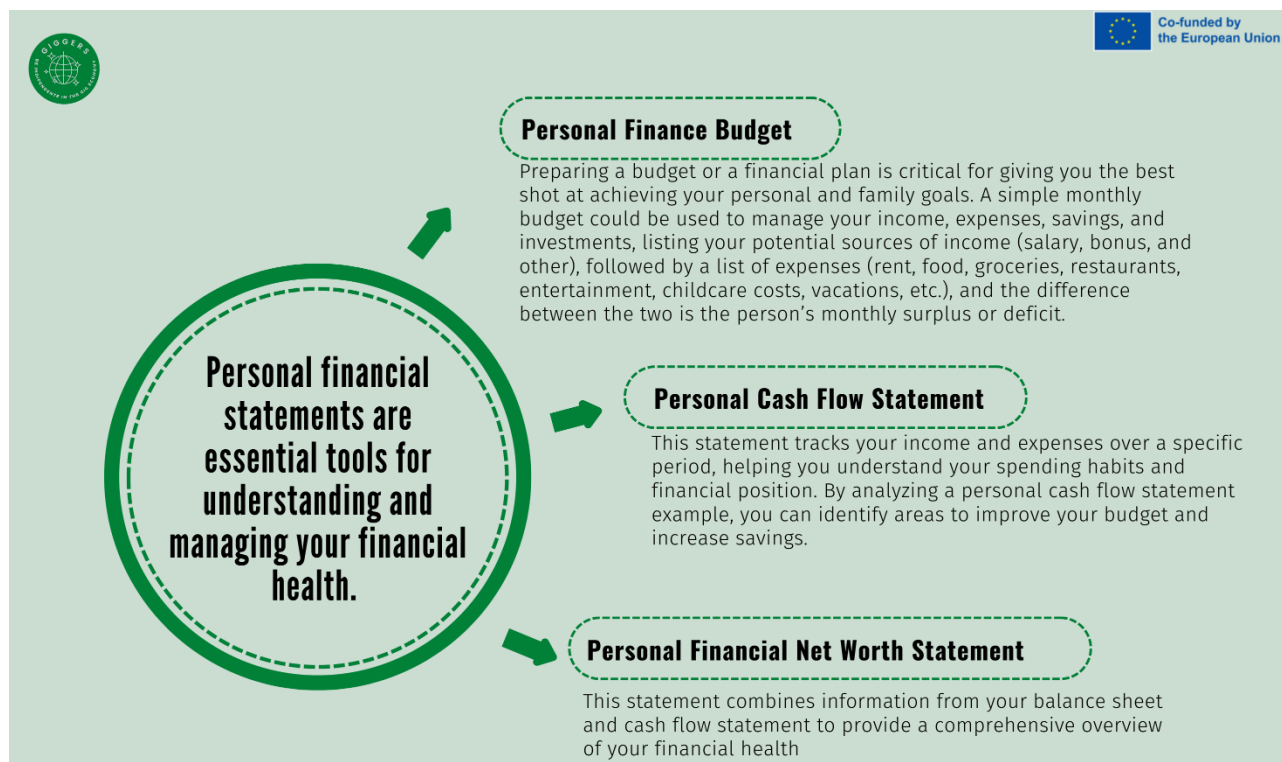 GIGGERS
BE INDEPENDENTE IN THE GIG ECONOMY
Co-funded by
the European Union
Personal Finance Budget
Preparing a budget or a financial plan is critical for giving you the best
shot at achieving your personal and family goals. A simple monthly
budget could be used to manage your income, expenses, savings, and
investments, listing your potential sources of income (salary, bonus, and
other), followed by a list of expenses (rent, food, groceries, restaurants,
entertainment, childcare costs, vacations, etc.), and the difference
between the two is the person’s monthly surplus or deficit.
Personal financial
statements are
essential tools for
understanding and
managing your financial
health.
Personal Cash Flow Statement
This statement tracks your income and expenses over a specific
period, helping you understand your spending habits and
financial position. By analyzing a personal cash flow statement
example, you can identify areas to improve your budget and
increase savings.
Personal Financial Net Worth Statement
This statement combines information from your balance sheet
and cash flow statement to provide a comprehensive overview
of your financial health